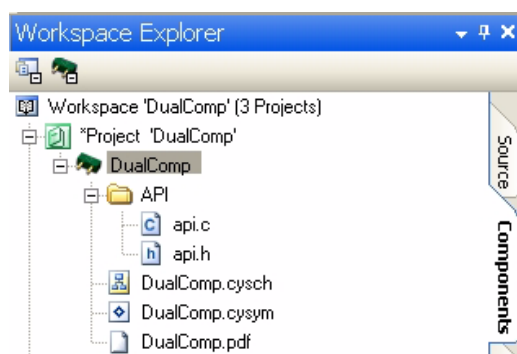 Workspace Explorer
Workspace 'DualComp' (3 Projects)
*Project 'DualComp'
DualComp
API
api.c
api.h
DualComp.cysch
DualComp.cysym
DualComp.pdf
Source
Components